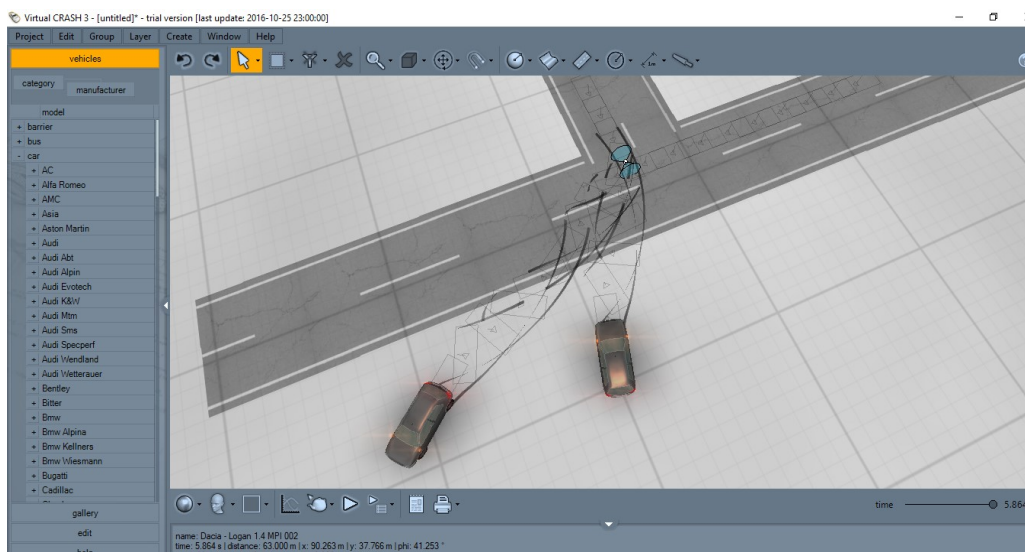 Virtual CRASH 3 - [untitled]* - trial version [last update: 2016-10-25 23:00:00]
Project Edit Group Layer Create Window Help
vehicles
category manufacturer
model
+ barrier
+ bus
- car
+ AC
+ Alfa Romeo
+ AMC
+ Asia
+ Aston Martin
+ Audi
+ Audi Abt
+ Audi Alpin
+ Audi Evotech
+ Audi K&W
+ Audi Mtm
+ Audi Sms
+ Audi Specperf
+ Audi Wendland
+ Audi Wetterauer
+ Bentley
+ Bitter
+ Bmw
+ Bmw Alpina
+ Bmw Kellners
+ Bmw Wiesmann
+ Bugatti
+ Cadillac
gallery
edit
time 5.864
name: Dacia - Logan 1.4 MPI 002
time: 5.864 s | distance: 63.000 m | x: 90.263 m | y: 37.766 m | phi: 41.253 °